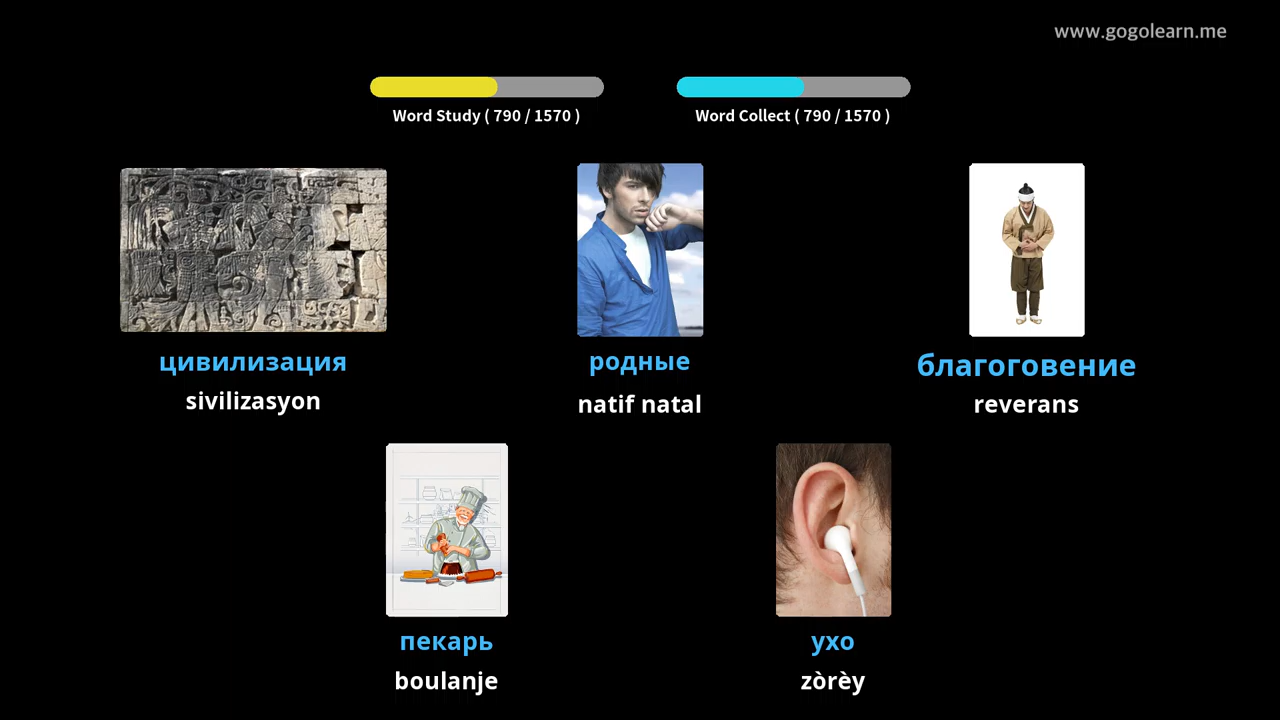 www.gogolearn.me
Word Study ( 790 / 1570 )
Word Collect ( 790 / 1570 )
цивилизация
sivilizasyon
родные
natif natal
благоговение
reverans
пекарь
boulanje
ухо
zòrèy